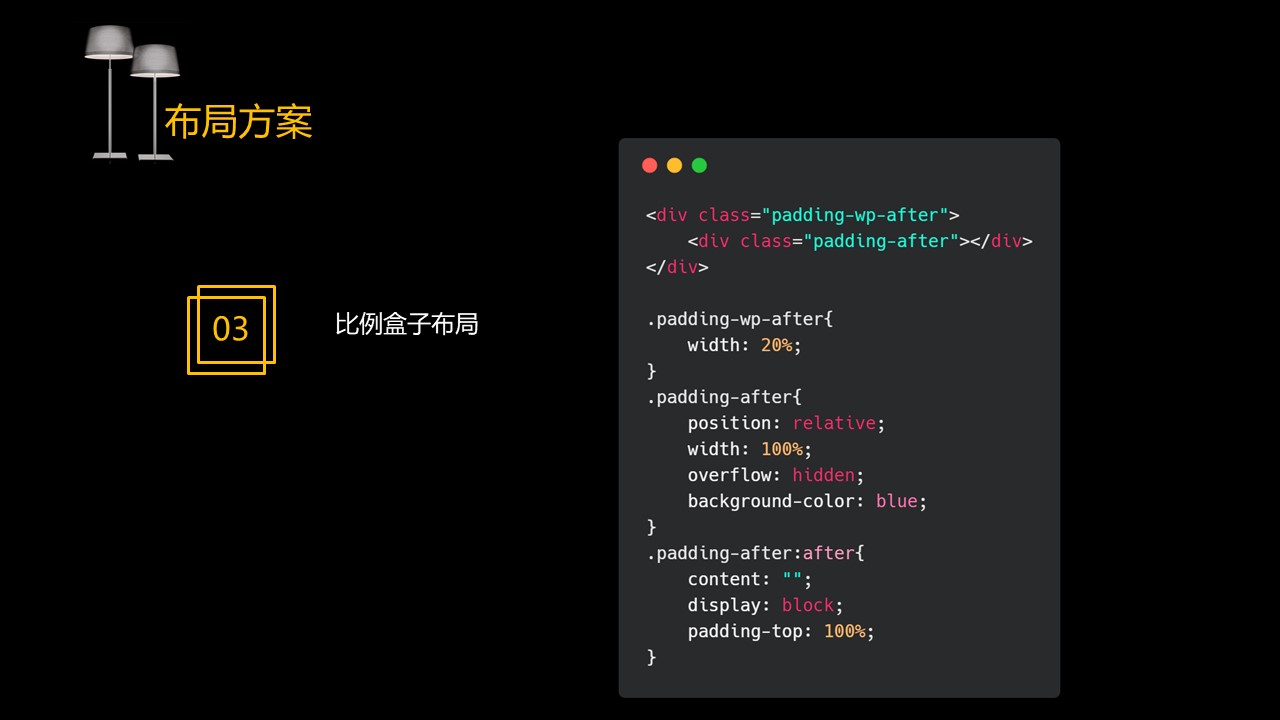 布局方案
03
比例盒子布局
<div class="padding-wp-after">
    <div class="padding-after"></div>
</div>

.padding-wp-after{
    width: 20%;
}
.padding-after{
    position: relative;
    width: 100%;
    overflow: hidden;
    background-color: blue;
}
.padding-after:after{
    content: "";
    display: block;
    padding-top: 100%;
}